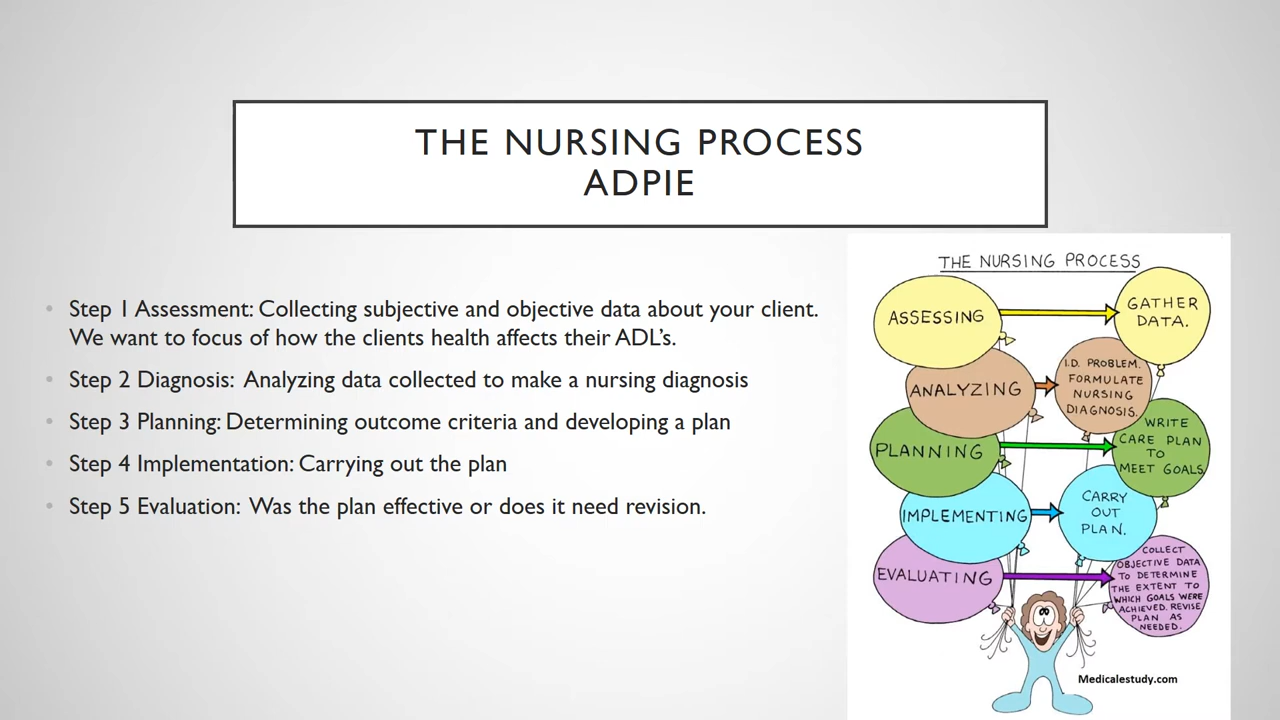 THE NURSING PROCESS
ADPIE
Step 1 Assessment: Collecting subjective and objective data about your client.
We want to focus of how the clients health affects their ADL's.
Step 2 Diagnosis: Analyzing data collected to make a nursing diagnosis
Step 3 Planning: Determining outcome criteria and developing a plan
Step 4 Implementation: Carrying out the plan
Step 5 Evaluation: Was the plan effective or does it need revision.
THE NURSING PROCESS
ASSESSING
GATHER
DATA.
ANALYZING
I.D. PROBLEM.
FORMULATE
NURSING
DIAGNOSIS.
PLANNING
WRITE
CARE PLAN
TO
MEET GOALS
IMPLEMENTING
CARRY
OUT
PLAN.
EVALUATING
COLLECT
OBJECTIVE DATA
TO DETERMINE
THE EXTENT TO
WHICH GOALS WERE
ACHIEVED. REVISE
PLAN AS
NEEDED.
Medicalestudy.com